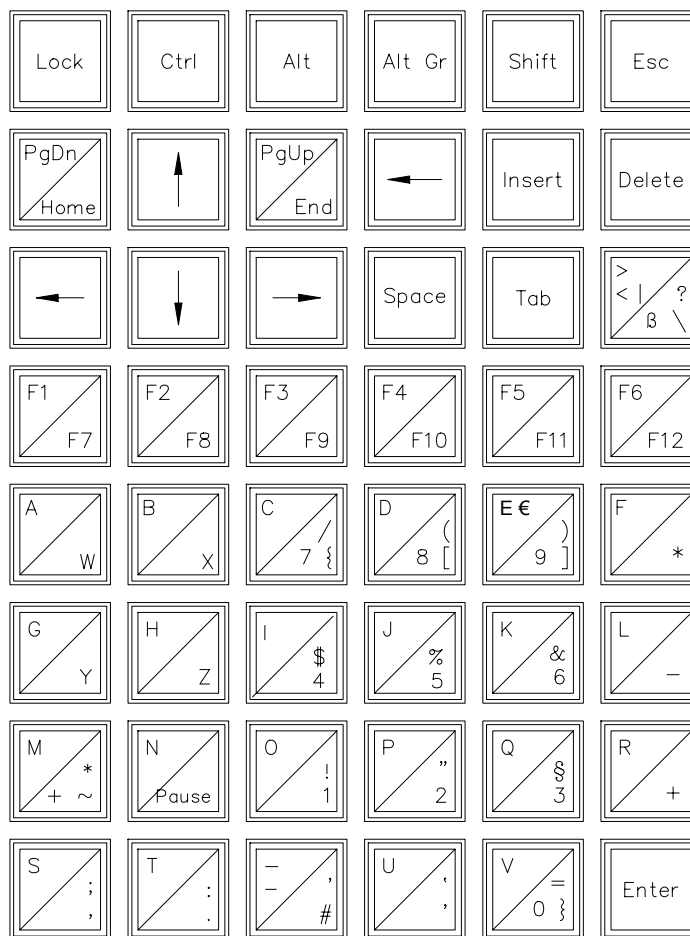 Lock Ctrl Alt Alt Gr Shift Esc
PgDn PgUp
Insert Delete
Home End
>
Space Tab < | ?
ß \
F1 F2 F3 F4 F5 F6
F7 F8 F9 F10 F11 F12
A B C D E € F
/ ( )
W X 7 { 8 [ 9 ] *
G H I J K L
$ % &
Y Z 4 5 6 −
M N O P Q R
* ! " §
+ ~ Pause 1 2 3 +
S T _ U V
; : - ' ‘ = Enter
, . # ’ 0 }